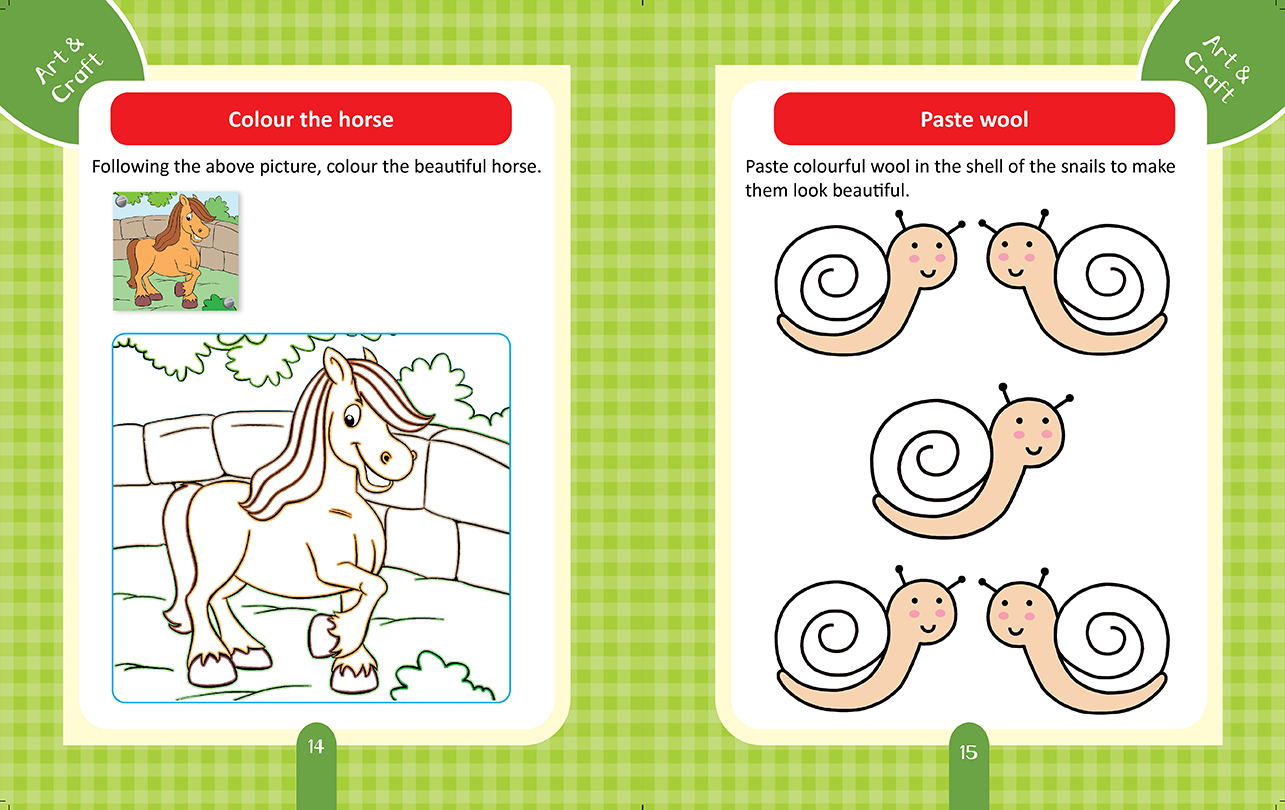 Art &
Craft
Colour the horse
Following the above picture, colour the beautiful horse.
14
Art &
Craft
Paste wool
Paste colourful wool in the shell of the snails to make
them look beautiful.
15